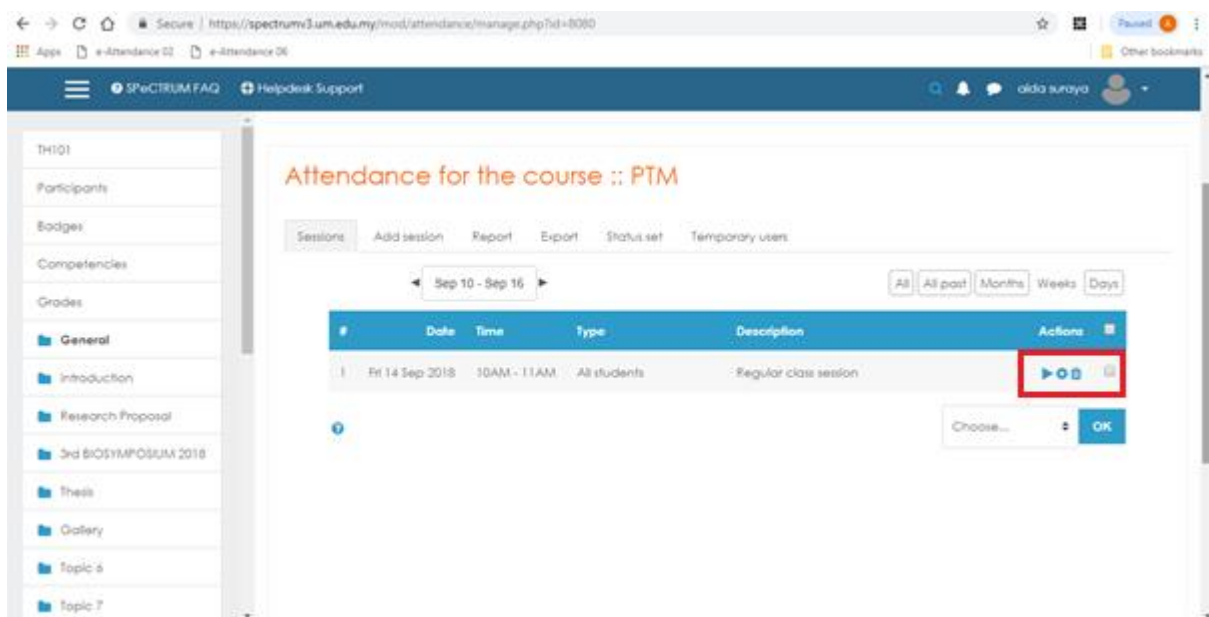 Secure | https://spectrumv3.um.edu.my/mod/attendance/manage.php?id=8080
Paused
Apps e-Attendance 02 e-Attendance 06 Other bookmarks
SPeCTRUM FAQ Helpdesk Support alda suraya
TH101
Participants
Badges
Competencies
Grades
General
Introduction
Research Proposal
3rd BIOSYMPOSIUM 2018
Thesis
Gallery
Topic 6
Topic 7
Attendance for the course :: PTM
Sessions Add session Report Export Status set Temporary users
Sep 10 - Sep 16 All All past Months Weeks Days
# Date Time Type Description Actions
1 Fri 14 Sep 2018 10AM - 11AM All students Regular class session
Choose... OK